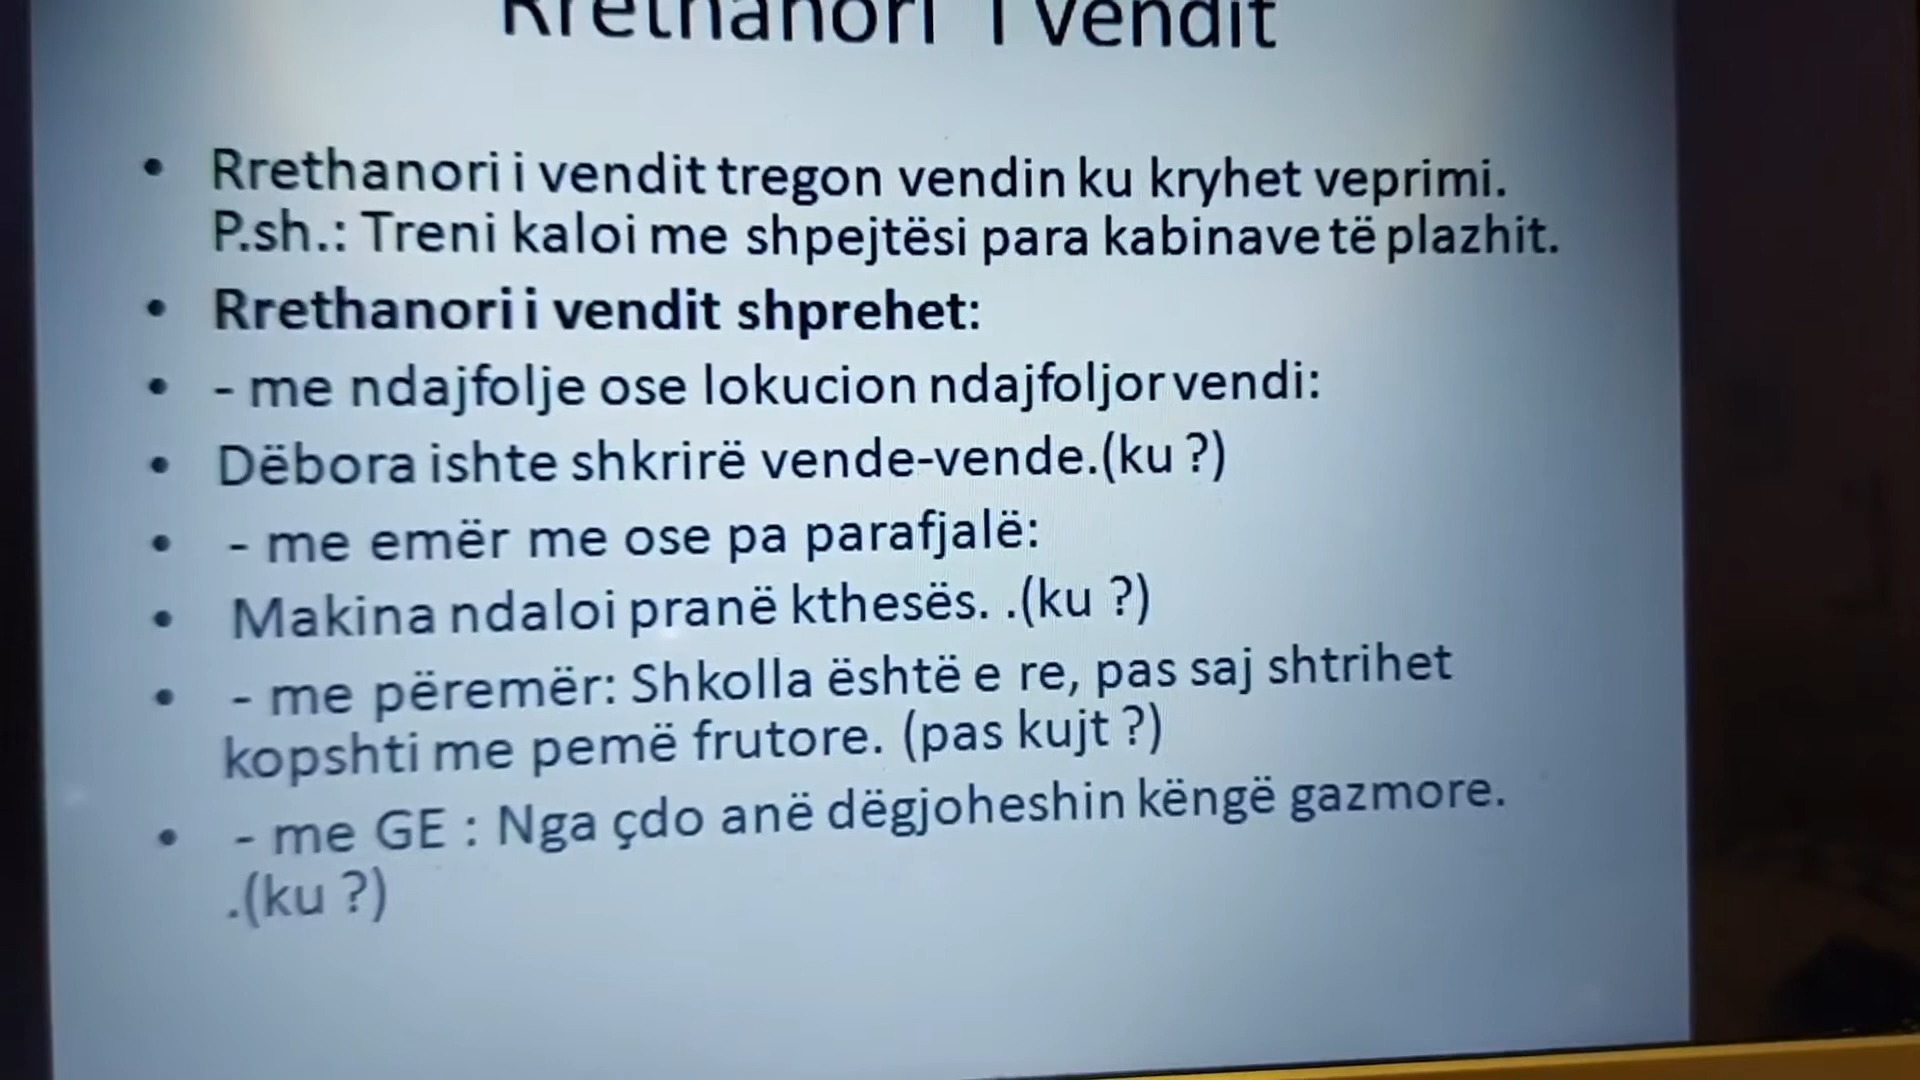 Rrethanori i vendit
• Rrethanori i vendit tregon vendin ku kryhet veprimi.
P.sh.: Treni kaloi me shpejtësi para kabinave të plazhit.
• Rrethanori i vendit shprehet:
• - me ndajfolje ose lokucion ndajfoljor vendi:
• Dëbora ishte shkrirë vende-vende.(ku ?)
• - me emër me ose pa parafjalë:
• Makina ndaloi pranë kthesës. .(ku ?)
• - me përemër: Shkolla është e re, pas saj shtrihet
kopshti me pemë frutore. (pas kujt ?)
• - me GE : Nga çdo anë dëgjoheshin këngë gazmore.
.(ku ?)